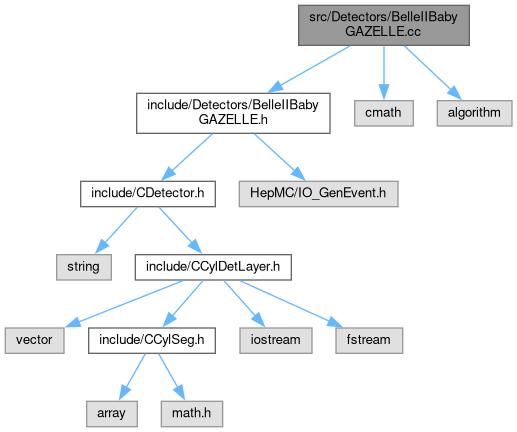 src/Detectors/BelleIIBaby
GAZELLE.cc
include/Detectors/BelleIIBaby
GAZELLE.h
cmath
algorithm
include/CDetector.h
HepMC/IO_GenEvent.h
string
include/CCylDetLayer.h
vector
include/CCylSeg.h
iostream
fstream
array
math.h